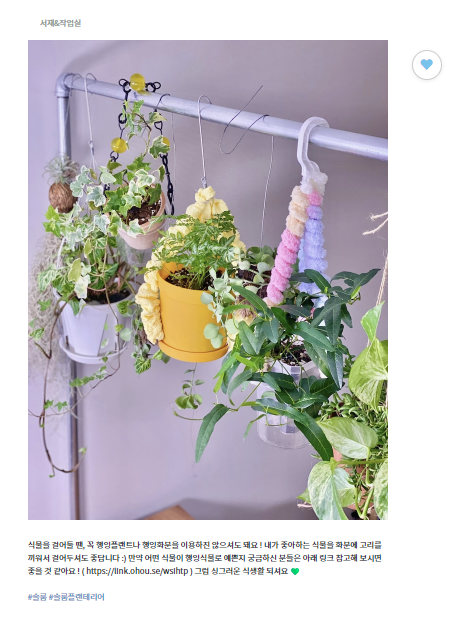 서재&작업실
식물을 걸어둘 땐, 꼭 행잉플랜트나 행잉화분을 이용하진 않으셔도 돼요 ! 내가 좋아하는 식물을 화분에 고리를
끼워서 걸어두셔도 좋답니다 :) 만약 어떤 식물이 행잉식물로 예쁜지 궁금하신 분들은 아래 링크 참고해 보시면
좋을 것 같아요 ! ( https://link.ohou.se/wsihtp ) 그럼 싱그러운 식생활 되세요 💚
#슬룸 #슬룸플랜테리어